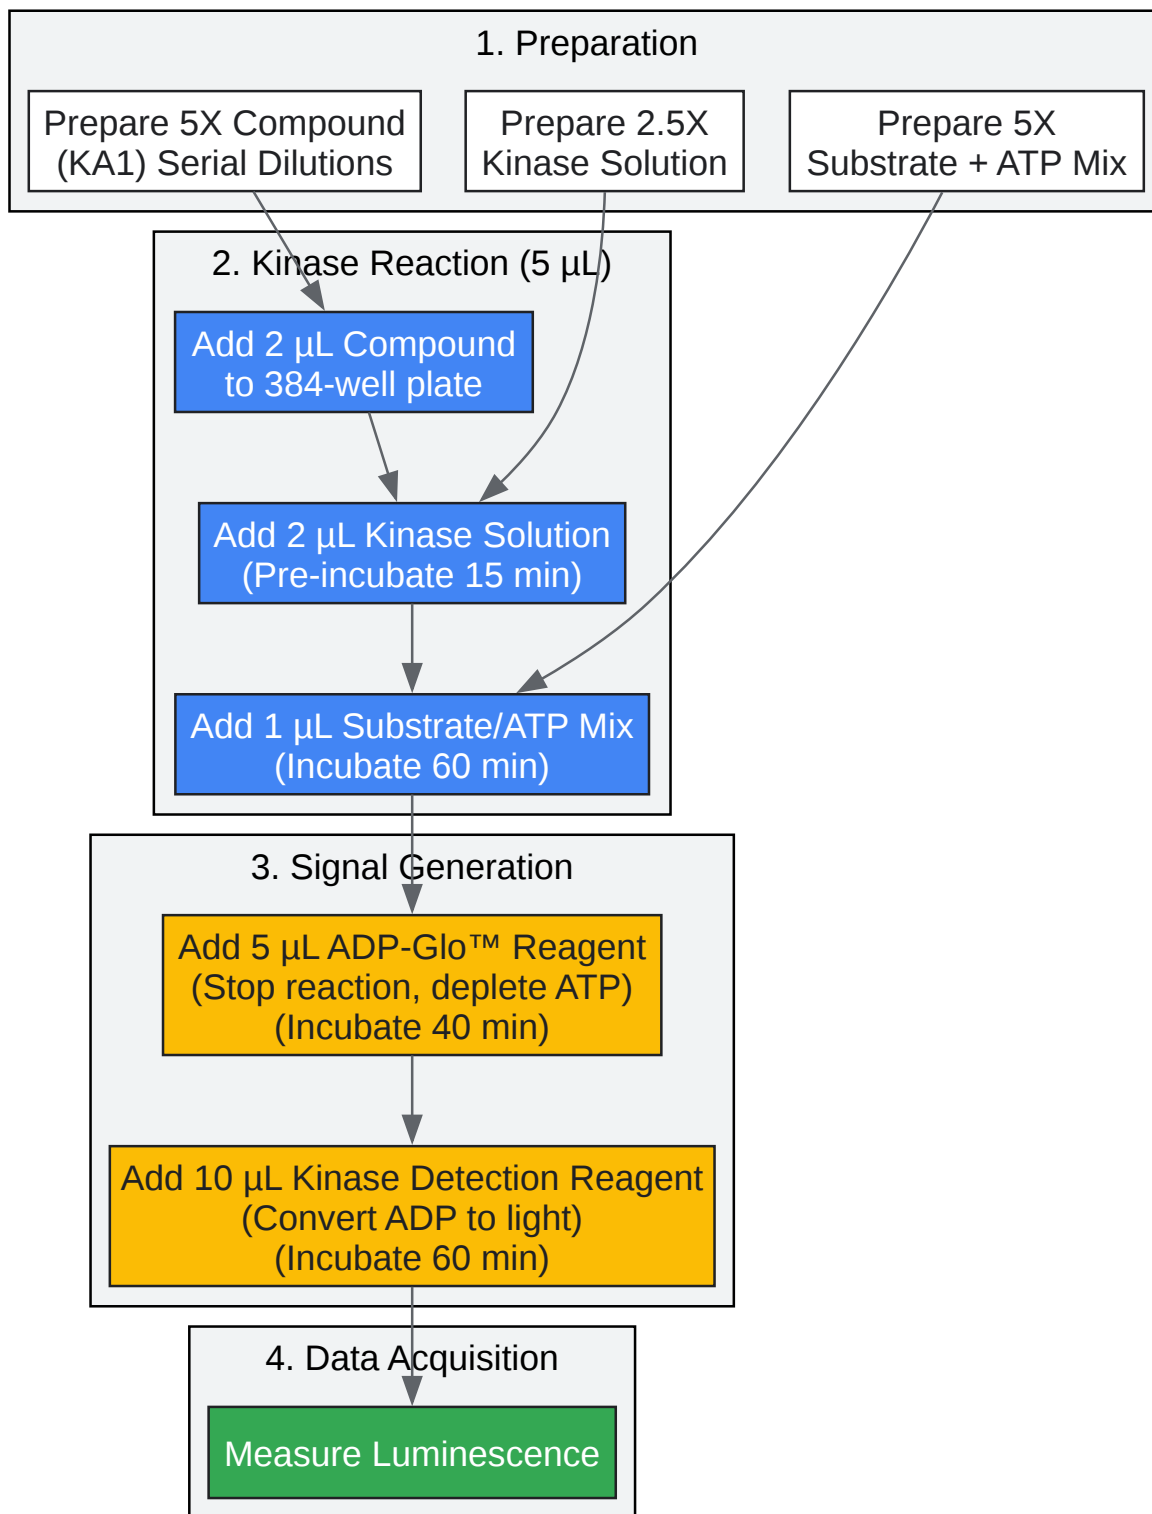 1. Preparation
Prepare 5X Compound
(KA1) Serial Dilutions
Prepare 2.5X
Kinase Solution
Prepare 5X
Substrate + ATP Mix
2. Kinase Reaction (5 µL)
Add 2 µL Compound
to 384-well plate
Add 2 µL Kinase Solution
(Pre-incubate 15 min)
Add 1 µL Substrate/ATP Mix
(Incubate 60 min)
3. Signal Generation
Add 5 µL ADP-Glo™ Reagent
(Stop reaction, deplete ATP)
(Incubate 40 min)
Add 10 µL Kinase Detection Reagent
(Convert ADP to light)
(Incubate 60 min)
4. Data Acquisition
Measure Luminescence